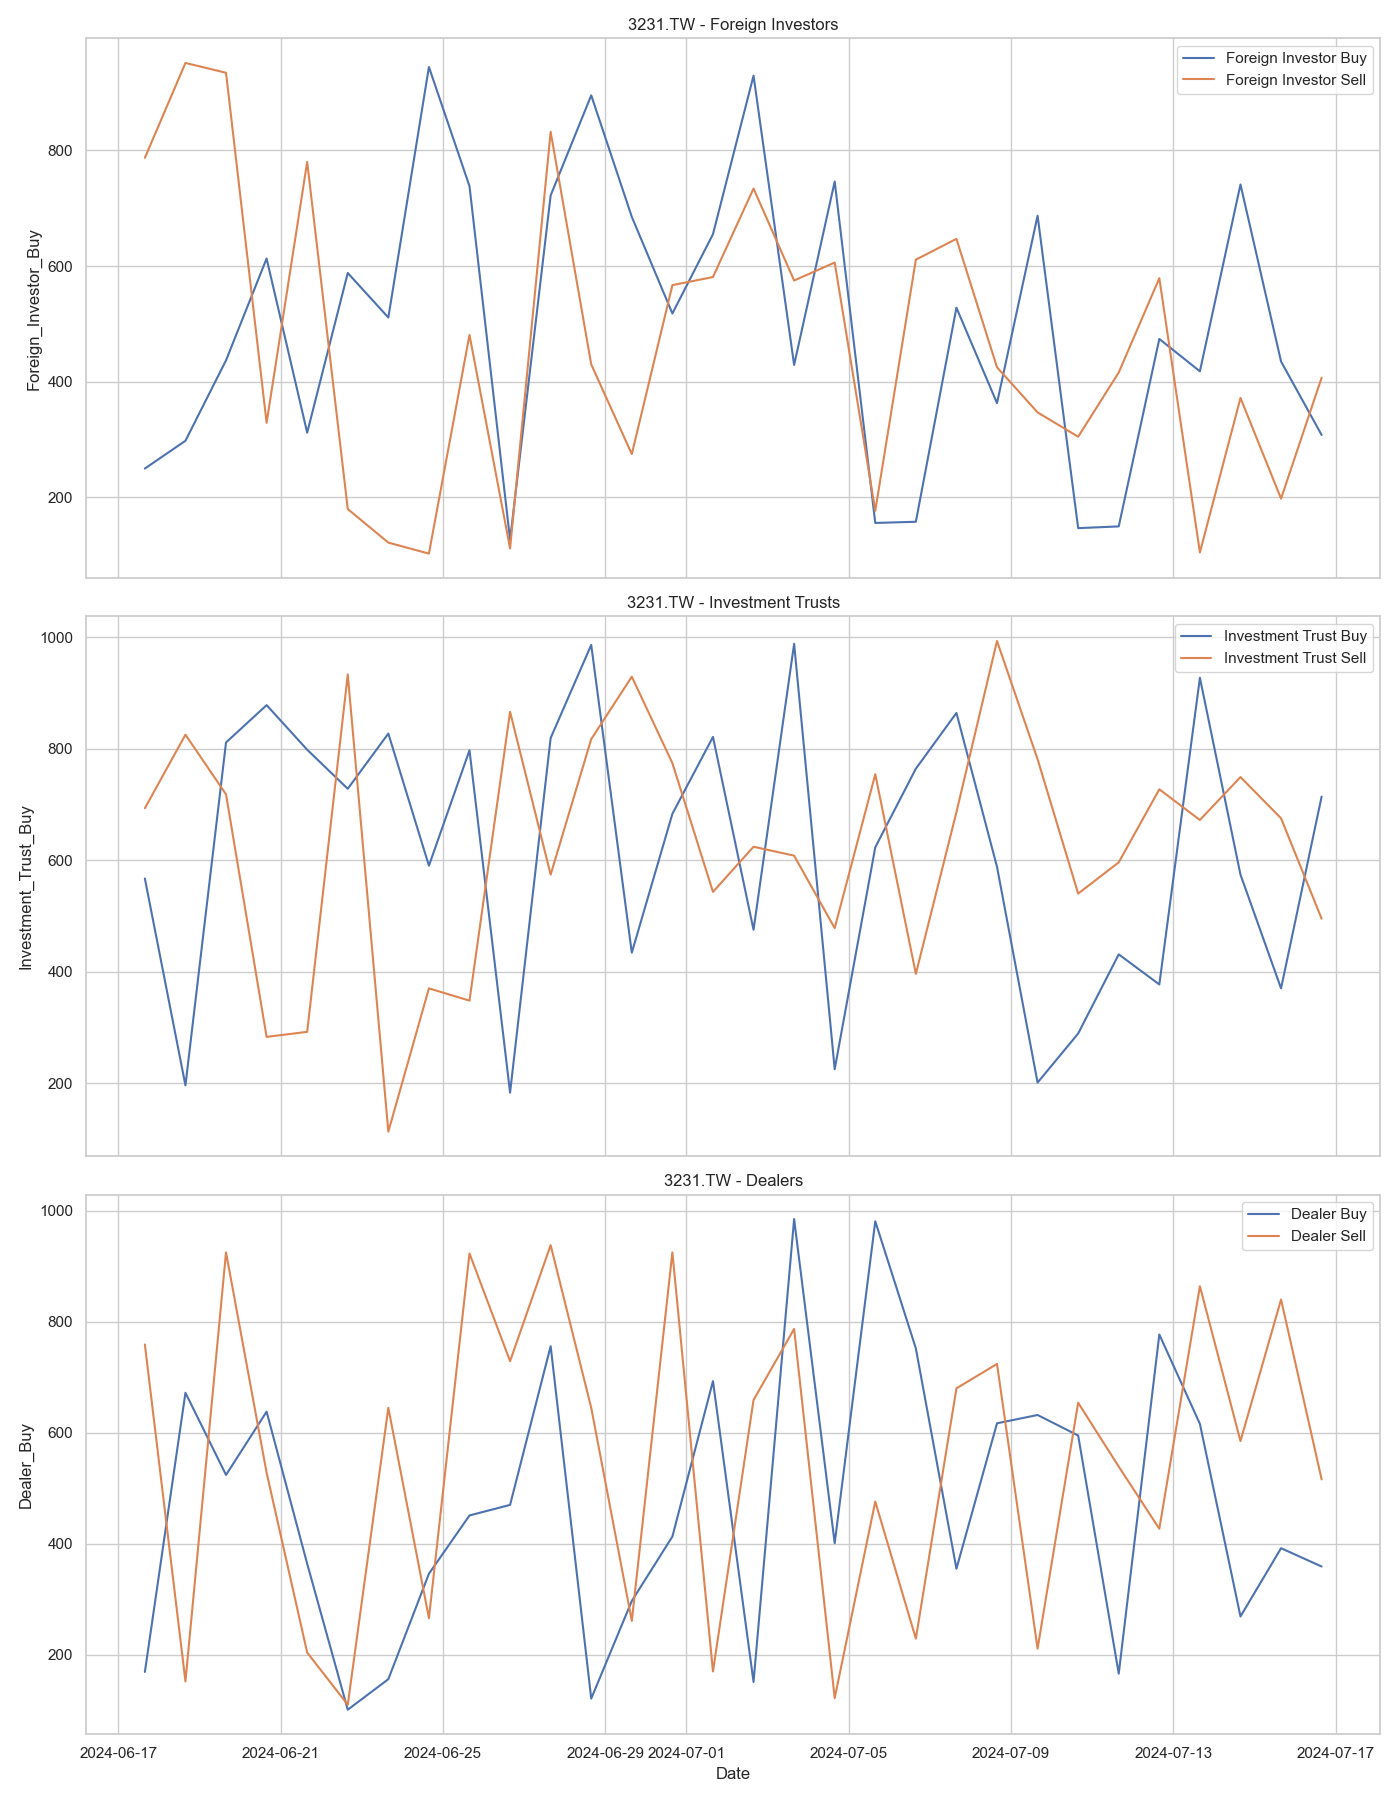 3231.TW - Foreign Investors
Foreign Investor Buy
Foreign Investor Sell
Foreign_Investor_Buy
800
600
400
200
3231.TW - Investment Trusts
Investment Trust Buy
Investment Trust Sell
Investment_Trust_Buy
1000
800
600
400
200
3231.TW - Dealers
Dealer Buy
Dealer Sell
Dealer_Buy
1000
800
600
400
200
2024-06-17 2024-06-21 2024-06-25 2024-06-29 2024-07-01 2024-07-05 2024-07-09 2024-07-13 2024-07-17
Date